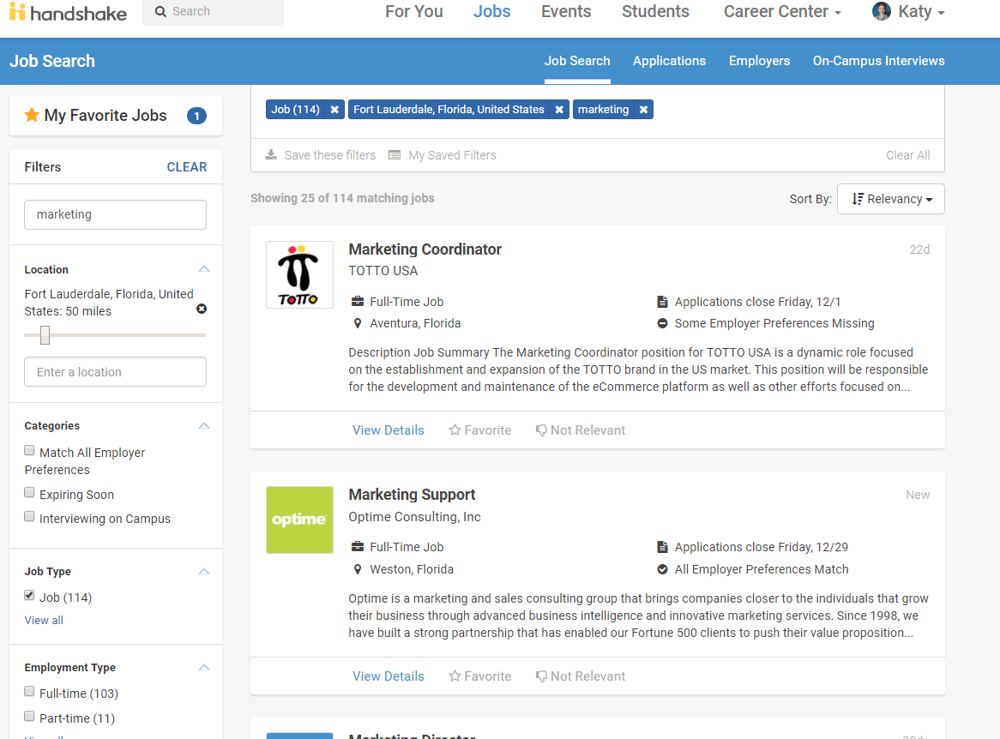 handshake
Search
For You
Jobs
Events
Students
Career Center
Katy
Job Search
Job Search
Applications
Employers
On-Campus Interviews
My Favorite Jobs 1
Filters CLEAR
marketing
Location
Fort Lauderdale, Florida, United
States: 50 miles
Enter a location
Categories
Match All Employer
Preferences
Expiring Soon
Interviewing on Campus
Job Type
Job (114)
View all
Employment Type
Full-time (103)
Part-time (11)
Job (114) Fort Lauderdale, Florida, United States marketing
Save these filters My Saved Filters Clear All
Showing 25 of 114 matching jobs Sort By: Relevancy
TOTTO
Marketing Coordinator 22d
TOTTO USA
Full-Time Job Applications close Friday, 12/1
Aventura, Florida Some Employer Preferences Missing
Description Job Summary The Marketing Coordinator position for TOTTO USA is a dynamic role focused
on the establishment and expansion of the TOTTO brand in the US market. This position will be responsible
for the development and maintenance of the eCommerce platform as well as other efforts focused on...
View Details Favorite Not Relevant
optime
Marketing Support New
Optime Consulting, Inc
Full-Time Job Applications close Friday, 12/29
Weston, Florida All Employer Preferences Match
Optime is a marketing and sales consulting group that brings companies closer to the individuals that grow
their business through advanced business intelligence and innovative marketing services. Since 1998, we
have built a strong partnership that has enabled our Fortune 500 clients to push their value proposition...
View Details Favorite Not Relevant
Marketing Director